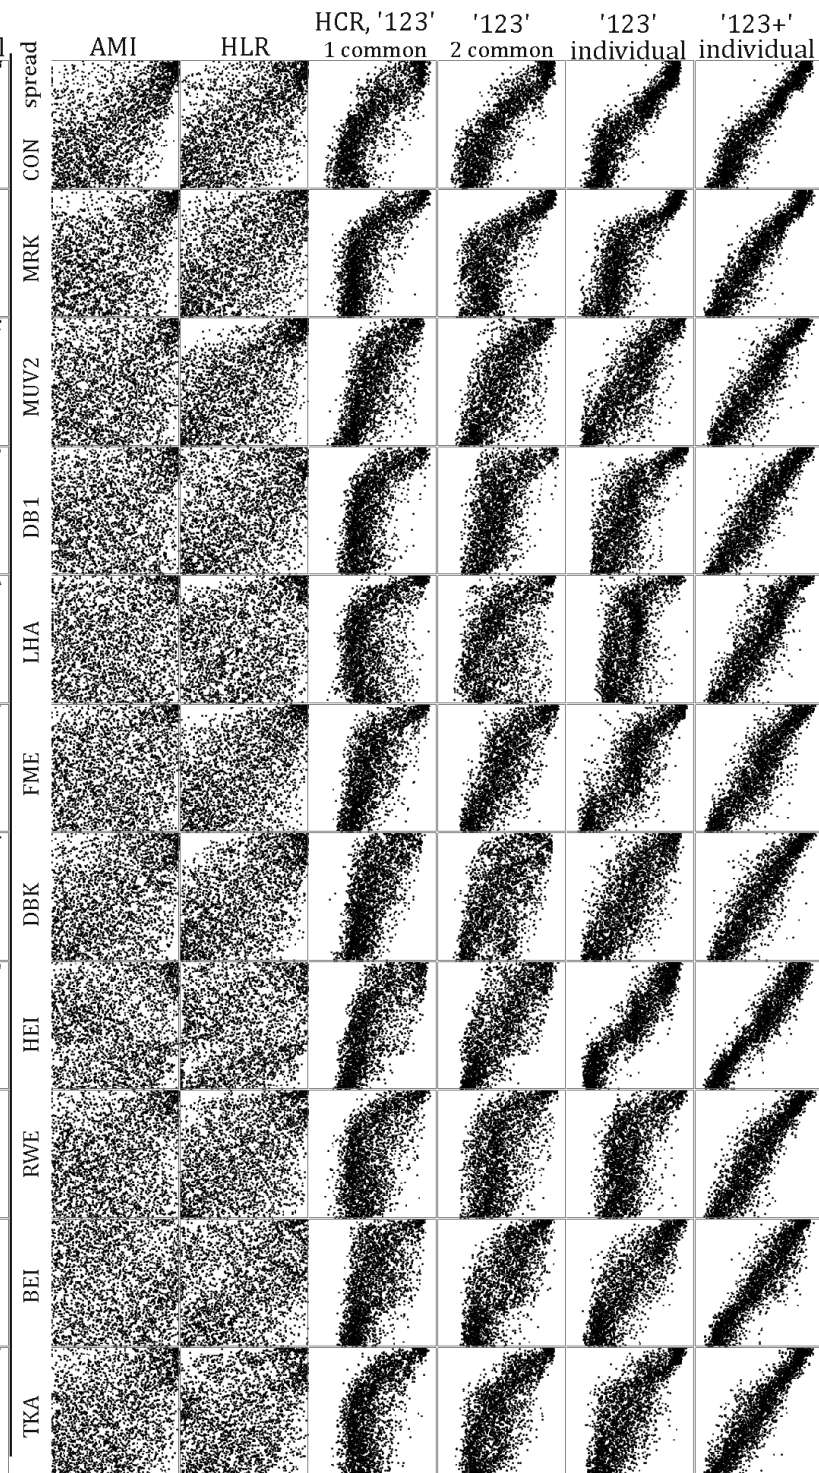 HCR, '123' '123' '123' '123+'
l AMI HLR 1 common 2 common individual individual
spread
CON
MRK
MUV2
DB1
LHA
FME
DBK
HEI
RWE
BEI
TKA